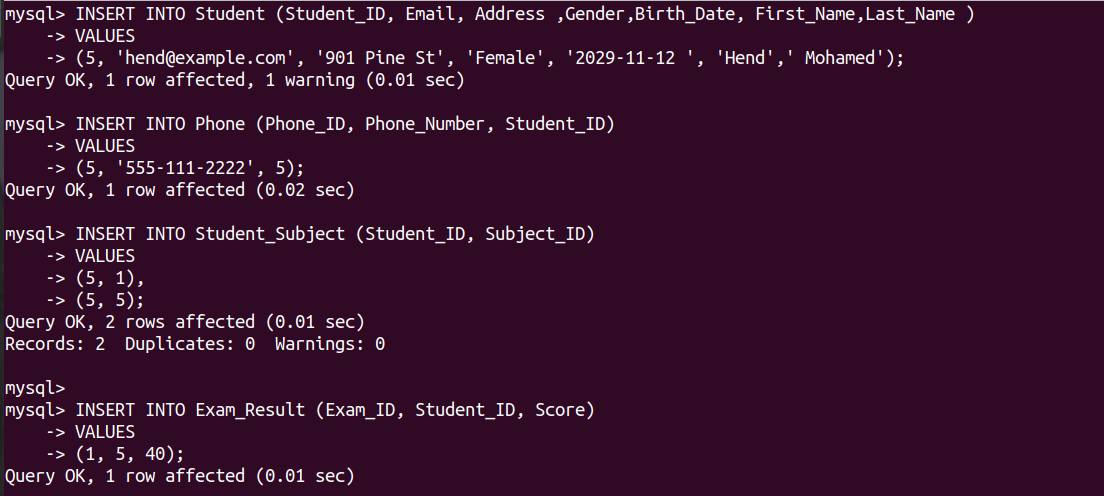 mysql> INSERT INTO Student (Student_ID, Email, Address ,Gender,Birth_Date, First_Name,Last_Name )
    -> VALUES
    -> (5, 'hend@example.com', '901 Pine St', 'Female', '2029-11-12 ', 'Hend',' Mohamed');
Query OK, 1 row affected, 1 warning (0.01 sec)

mysql> INSERT INTO Phone (Phone_ID, Phone_Number, Student_ID)
    -> VALUES
    -> (5, '555-111-2222', 5);
Query OK, 1 row affected (0.02 sec)

mysql> INSERT INTO Student_Subject (Student_ID, Subject_ID)
    -> VALUES
    -> (5, 1),
    -> (5, 5);
Query OK, 2 rows affected (0.01 sec)
Records: 2  Duplicates: 0  Warnings: 0

mysql>
mysql> INSERT INTO Exam_Result (Exam_ID, Student_ID, Score)
    -> VALUES
    -> (1, 5, 40);
Query OK, 1 row affected (0.01 sec)